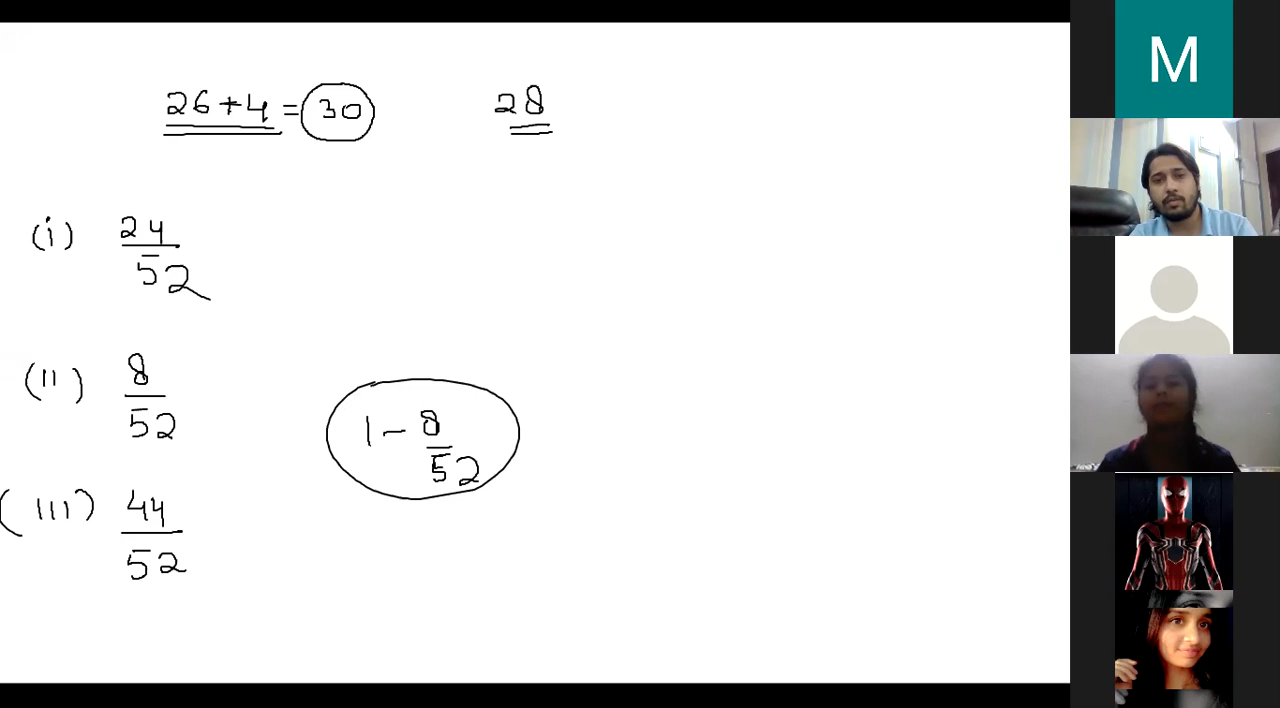 26+4 = 30 28
(i) 24/52
(ii) 8/52
1 - 8/52
(iii) 44/52
M